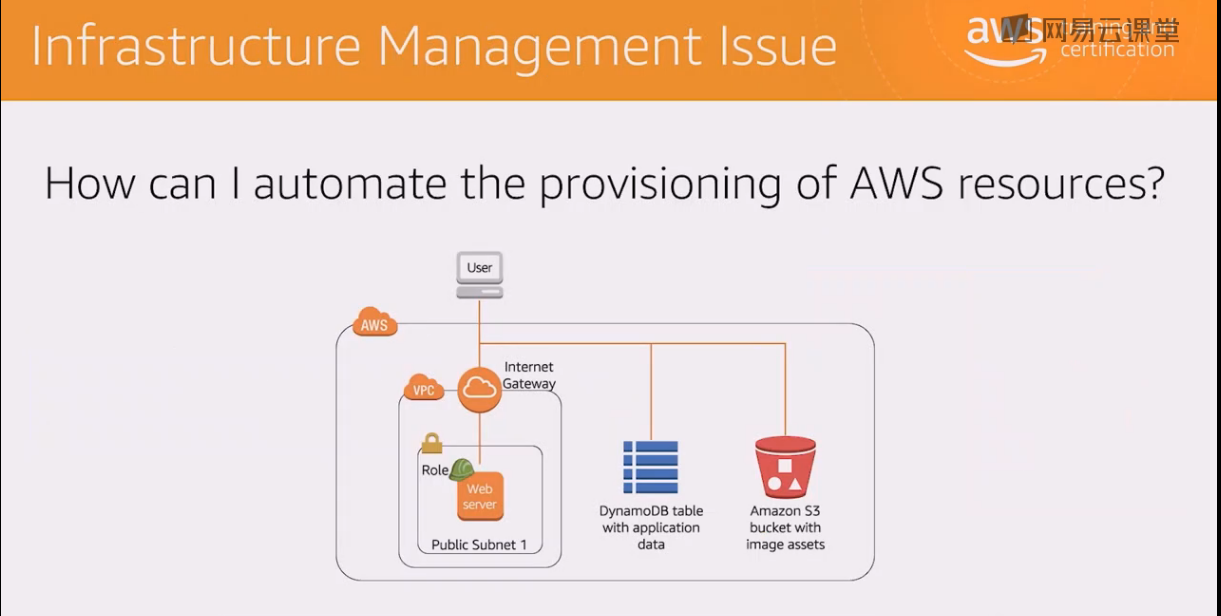 Infrastructure Management Issue
aws
网易云课堂
certification
How can I automate the provisioning of AWS resources?
User
AWS
Internet
Gateway
VPC
Role
Web
server
Public Subnet 1
DynamoDB table
with application
data
Amazon S3
bucket with
image assets